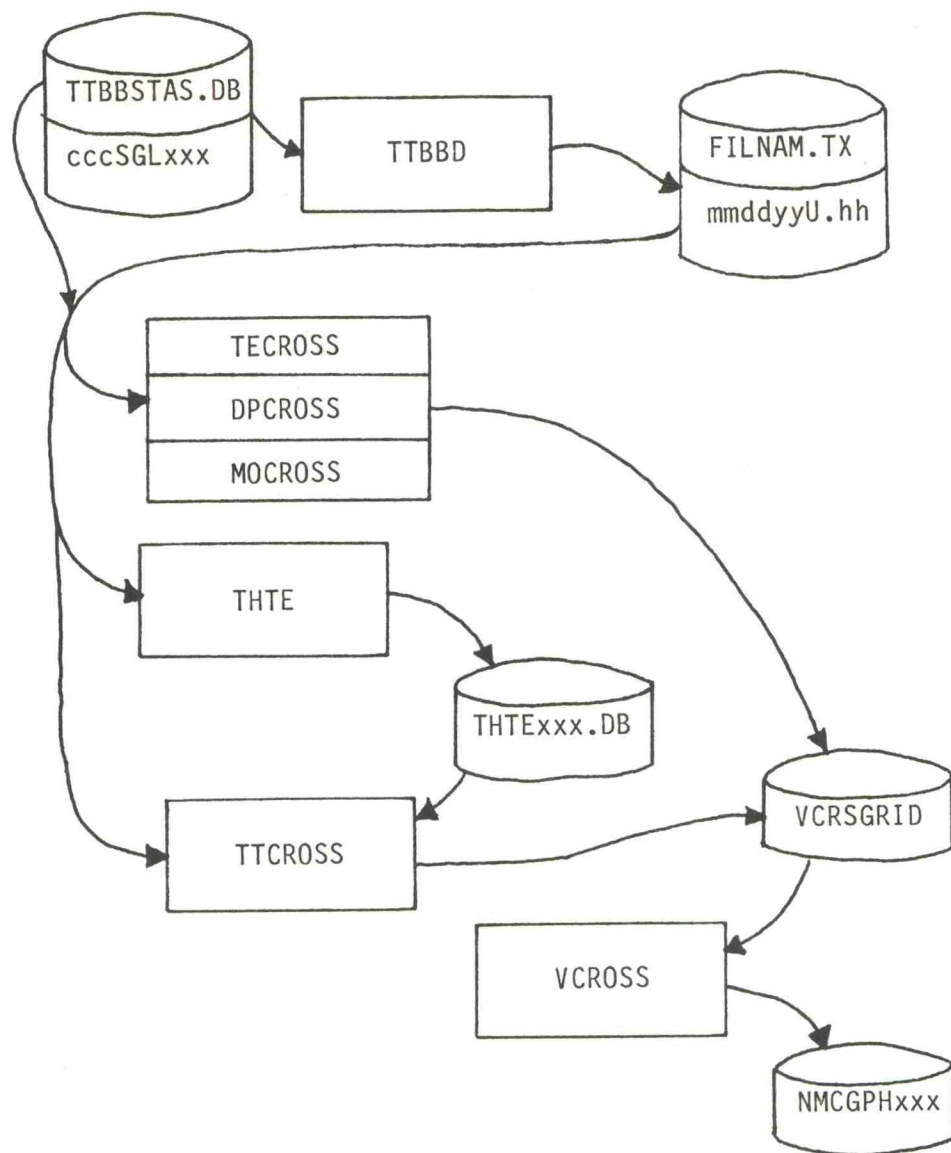 TTBBSTAS.DB
cccSGLxxx
TTBBD
FILNAM.TX
mmddyyU.hh
TECROSS
DPCROSS
MOCROSS
THTE
THTExxx.DB
TTCROSS
VCRSGRID
VCROSS
NMCGPHxxx